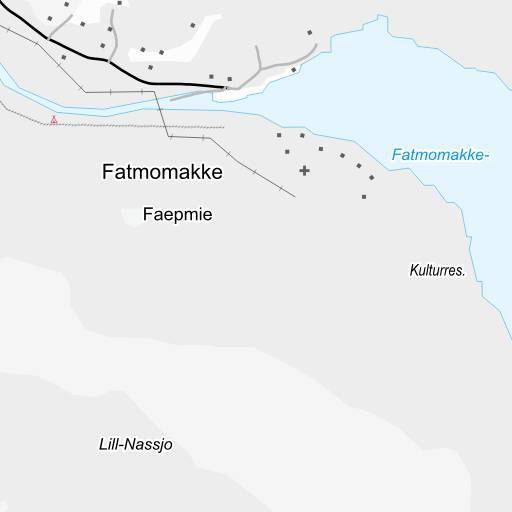 Fatmomakke-
Fatmomakke
Faepmie
Kulturres.
Lill-Nassjo